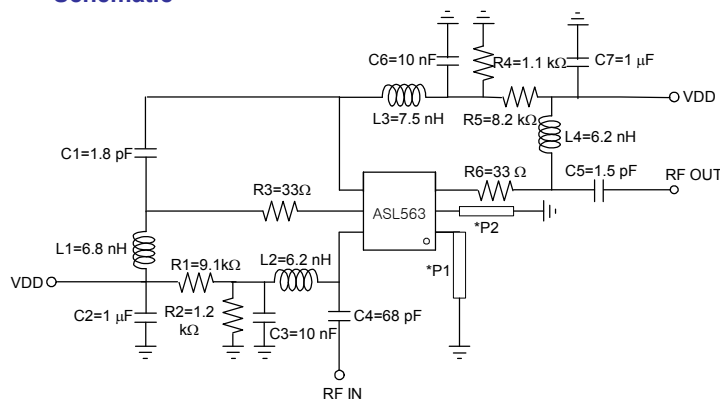 Schematic
C6=10 nF
R4=1.1 kΩ
C7=1 µF
VDD
L3=7.5 nH
R5=8.2 kΩ
L4=6.2 nH
C1=1.8 pF
R6=33 Ω
C5=1.5 pF
RF OUT
R3=33Ω
ASL563
*P2
L1=6.8 nH
R1=9.1kΩ
L2=6.2 nH
*P1
VDD
C2=1 µF
R2=1.2
kΩ
C3=10 nF
C4=68 pF
RF IN